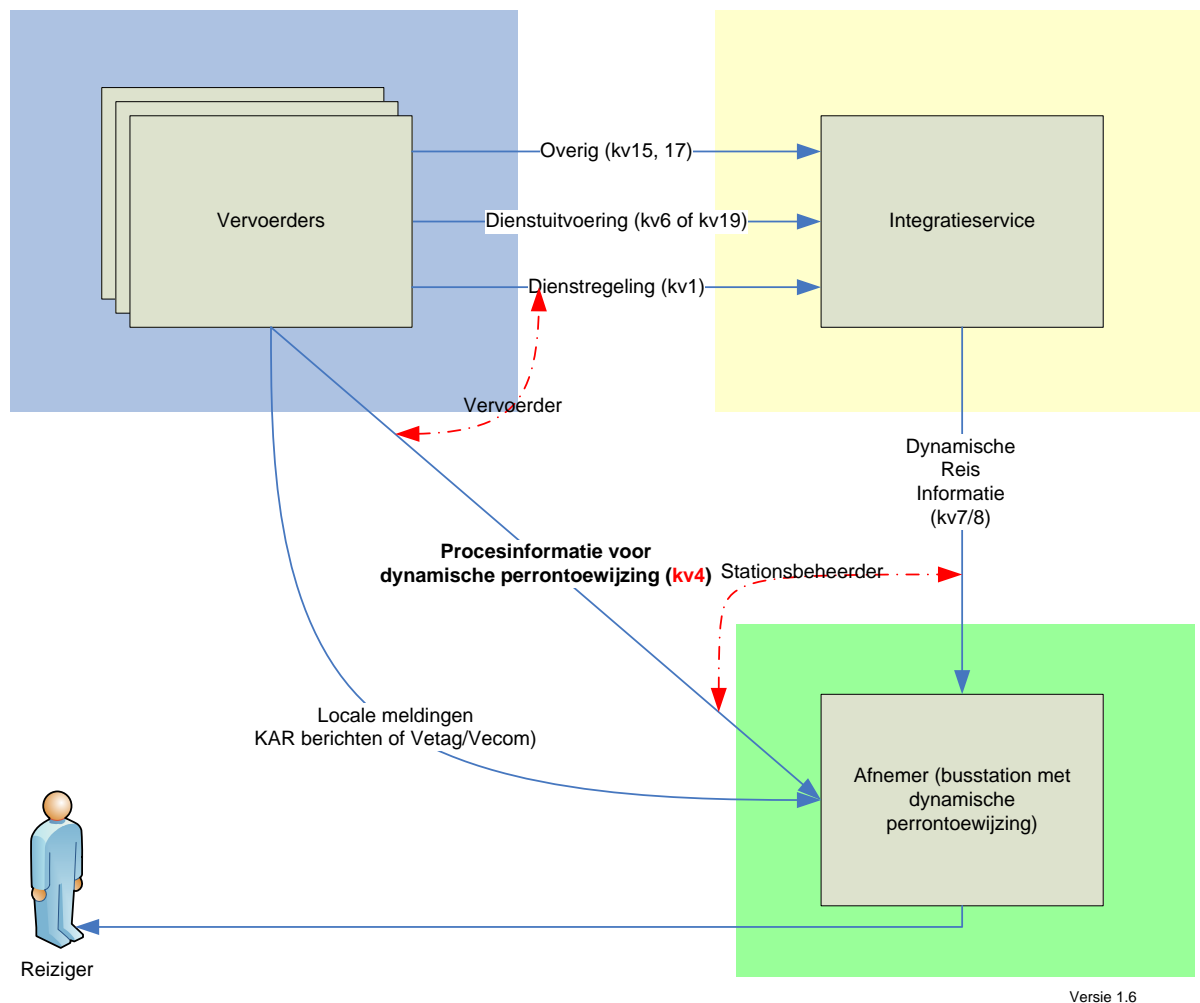 Overig (kv15, 17)
Vervoerders
Dienstuitvoering (kv6 of kv19)
Integratieservice
Dienstregeling (kv1)
Vervoerder
Dynamische
Reis
Informatie
(kv7/8)
Procesinformatie voor
dynamische perrontoewijzing (kv4)
Stationsbeheerder
Locale meldingen
KAR berichten of Vetag/Vecom)
Afnemer (busstation met
dynamische
perrontoewijzing)
Reiziger
Versie 1.6